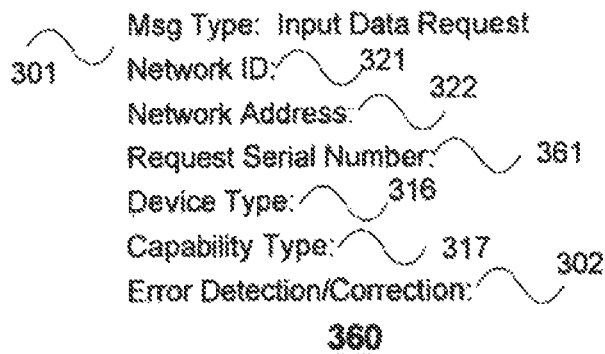 Msg Type: Input Data Request
301
Network ID: 321
Network Address: 322
Request Serial Number: 361
Device Type: 316
Capability Type: 317
Error Detection/Correction: 302
360